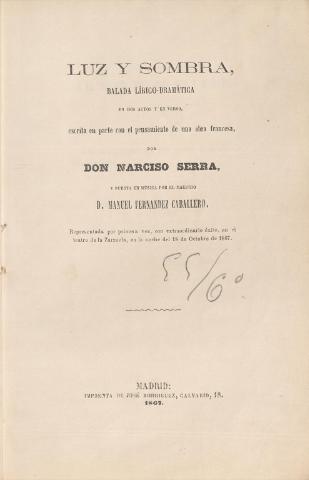 LUZ Y SOMBRA,
BALADA LÍRICO-DRAMÁTICA
EN DOS ACTOS Y EN VERSO,
escrita en parte con el pensamiento de una obra francesa,
POR
DON NARCISO SERRA,
Y PUESTA EN MÚSICA POR EL MAESTRO
D. MANUEL FERNANDEZ CABALLERO.
Representada por primera vez, con extraordinario éxito, en el
teatro de la Zarzuela, en la noche del 18 de Octubre de 1867.
55/6º
MADRID:
IMPRENTA DE JOSÉ RODRIGUEZ, CALVARIO, 18.
1867.